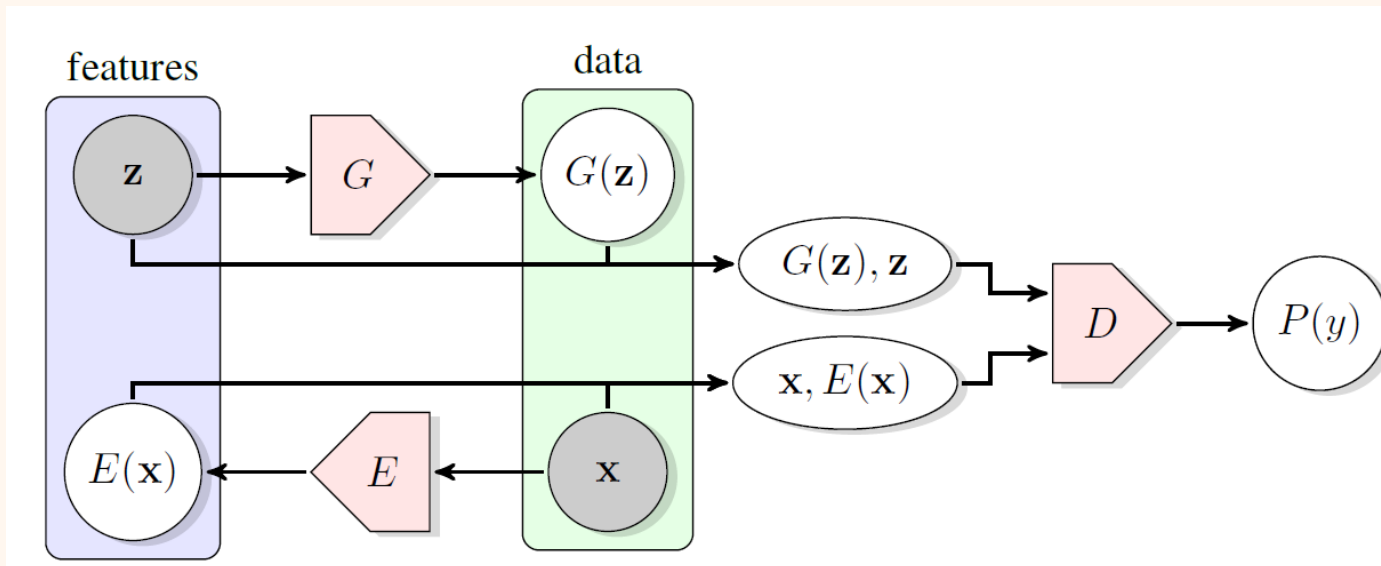 features
data
z
G
G(z)
G(z), z
D
P(y)
x, E(x)
E(x)
E
x